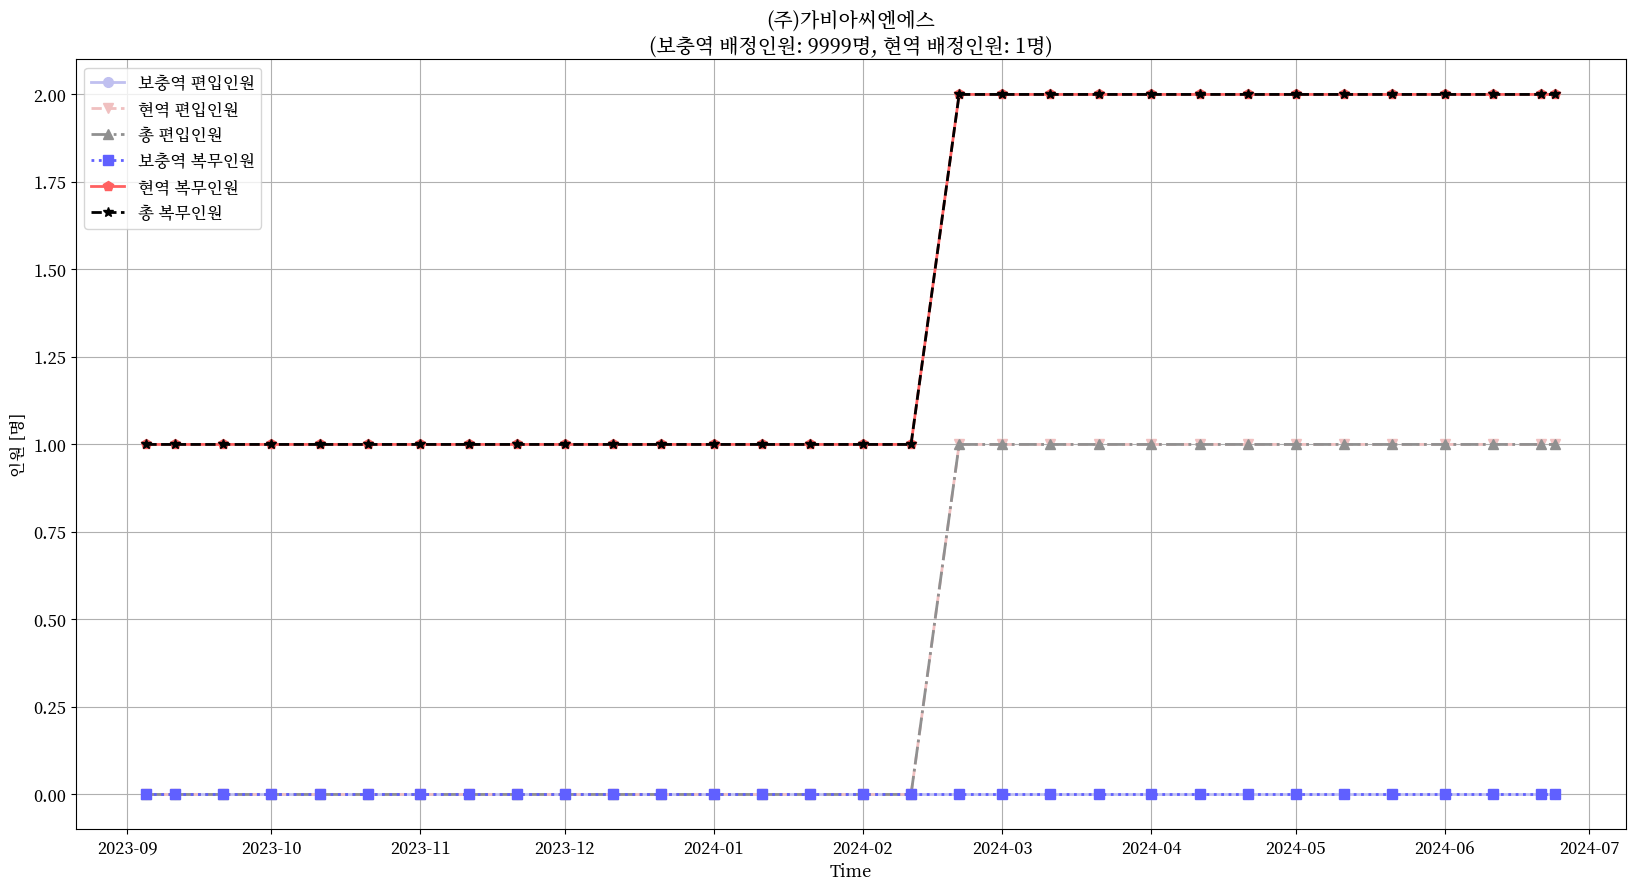 (주)가비아씨엔에스
(보충역 배정인원: 9999명, 현역 배정인원: 1명)
보충역 편입인원
현역 편입인원
총 편입인원
보충역 복무인원
현역 복무인원
총 복무인원
인원 [명]
2.00
1.75
1.50
1.25
1.00
0.75
0.50
0.25
0.00
2023-09 2023-10 2023-11 2023-12 2024-01 2024-02 2024-03 2024-04 2024-05 2024-06 2024-07
Time